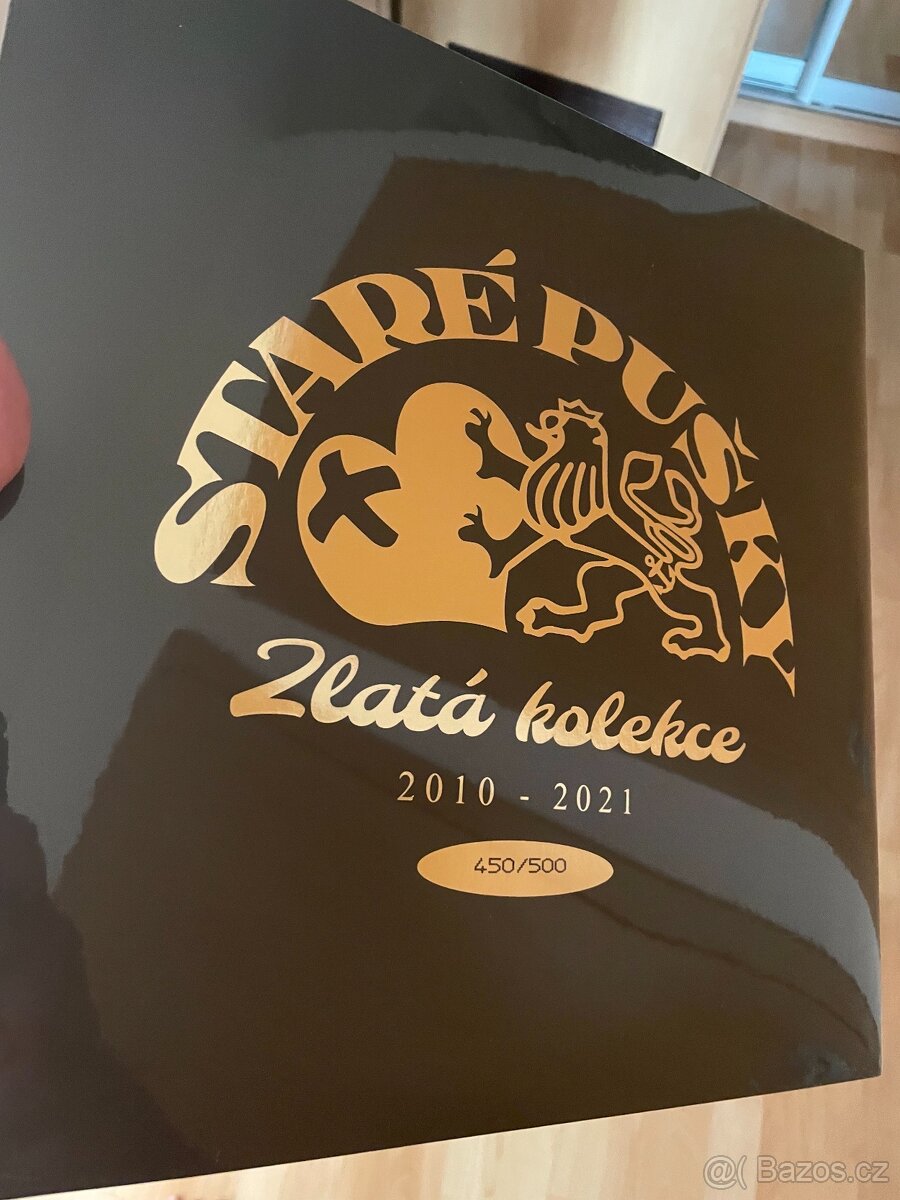 STARÉ PUŠKY
Zlatá kolekce
2010 - 2021
450/500
@( Bazos.cz